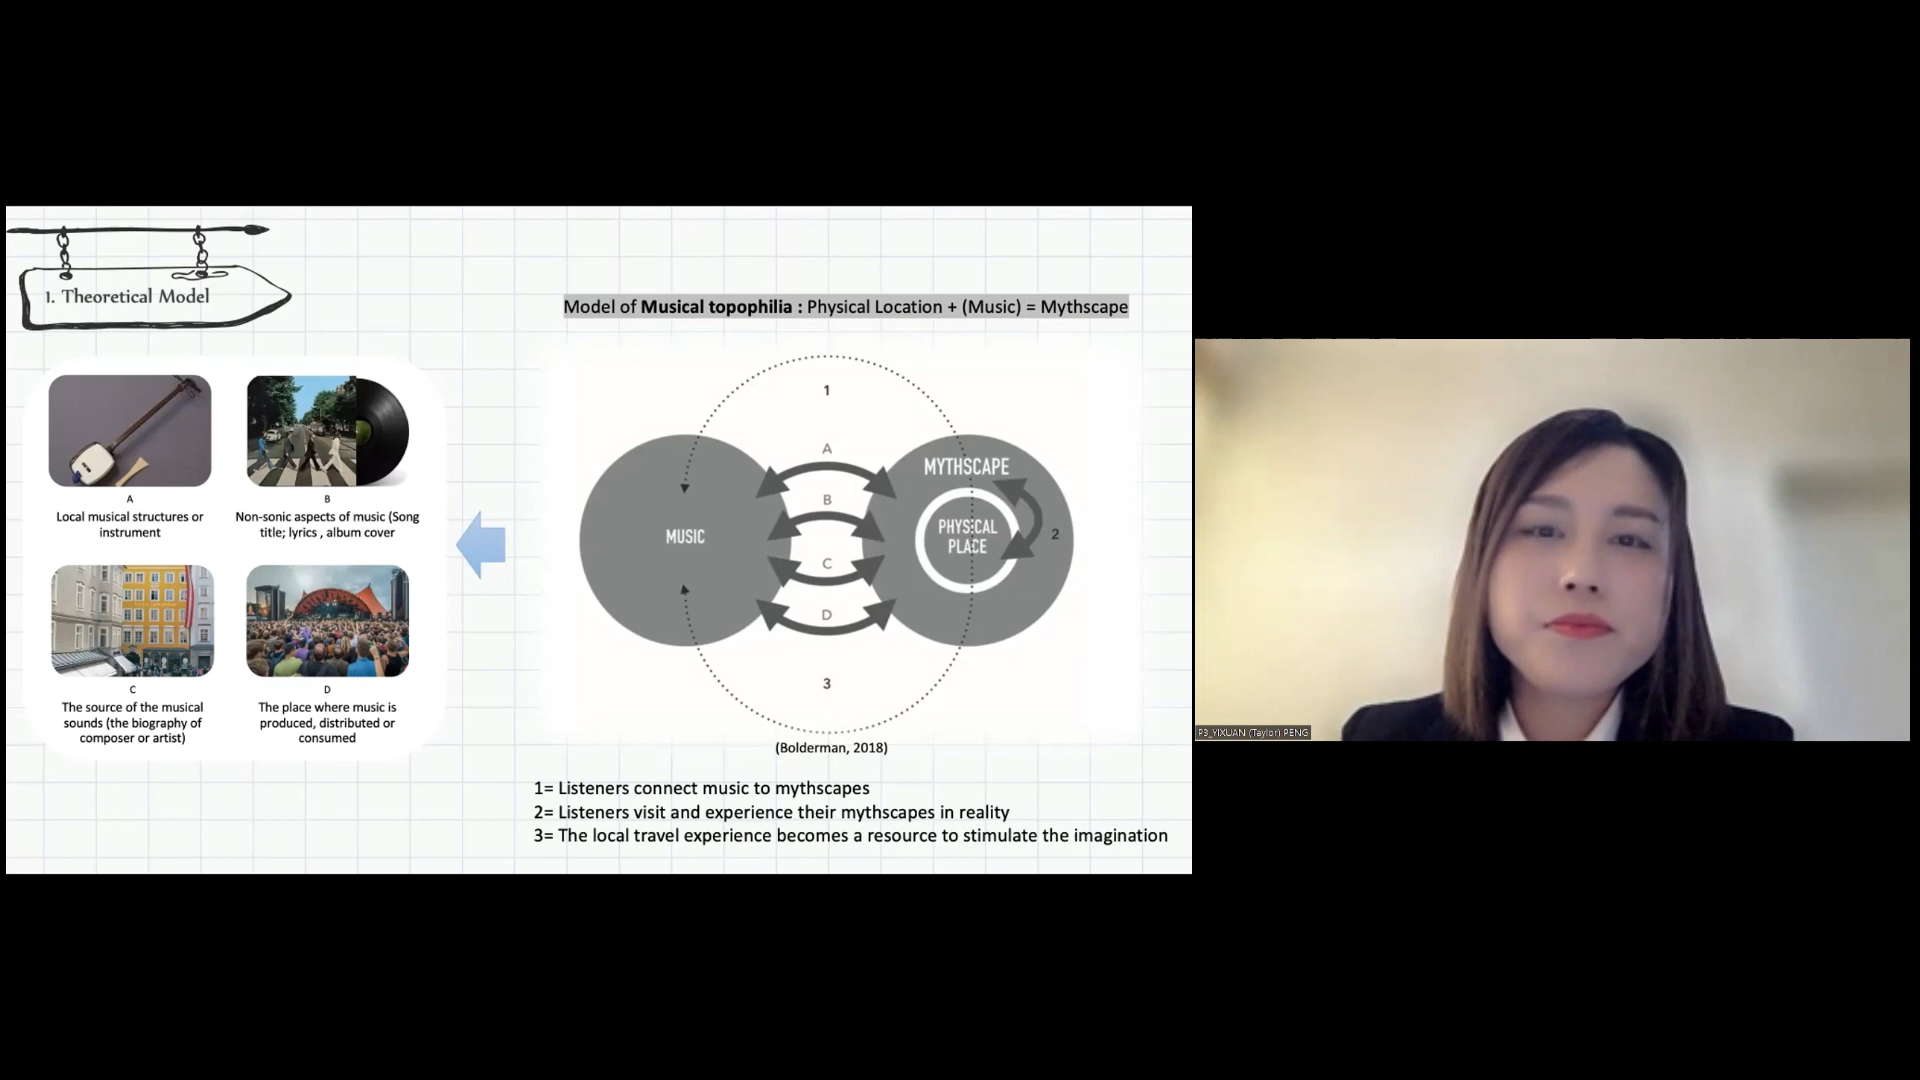 1. Theoretical Model
Model of Musical topophilia : Physical Location + (Music) = Mythscape
A
Local musical structures or
instrument
B
Non-sonic aspects of music (Song
title; lyrics , album cover
C
The source of the musical
sounds (the biography of
composer or artist)
D
The place where music is
produced, distributed or
consumed
1
A
B
C
D
MUSIC
MYTHSCAPE
PHYSICAL
PLACE
2
3
(Bolderman, 2018)
1= Listeners connect music to mythscapes
2= Listeners visit and experience their mythscapes in reality
3= The local travel experience becomes a resource to stimulate the imagination
P3_YIXUAN (Taylor) PENG